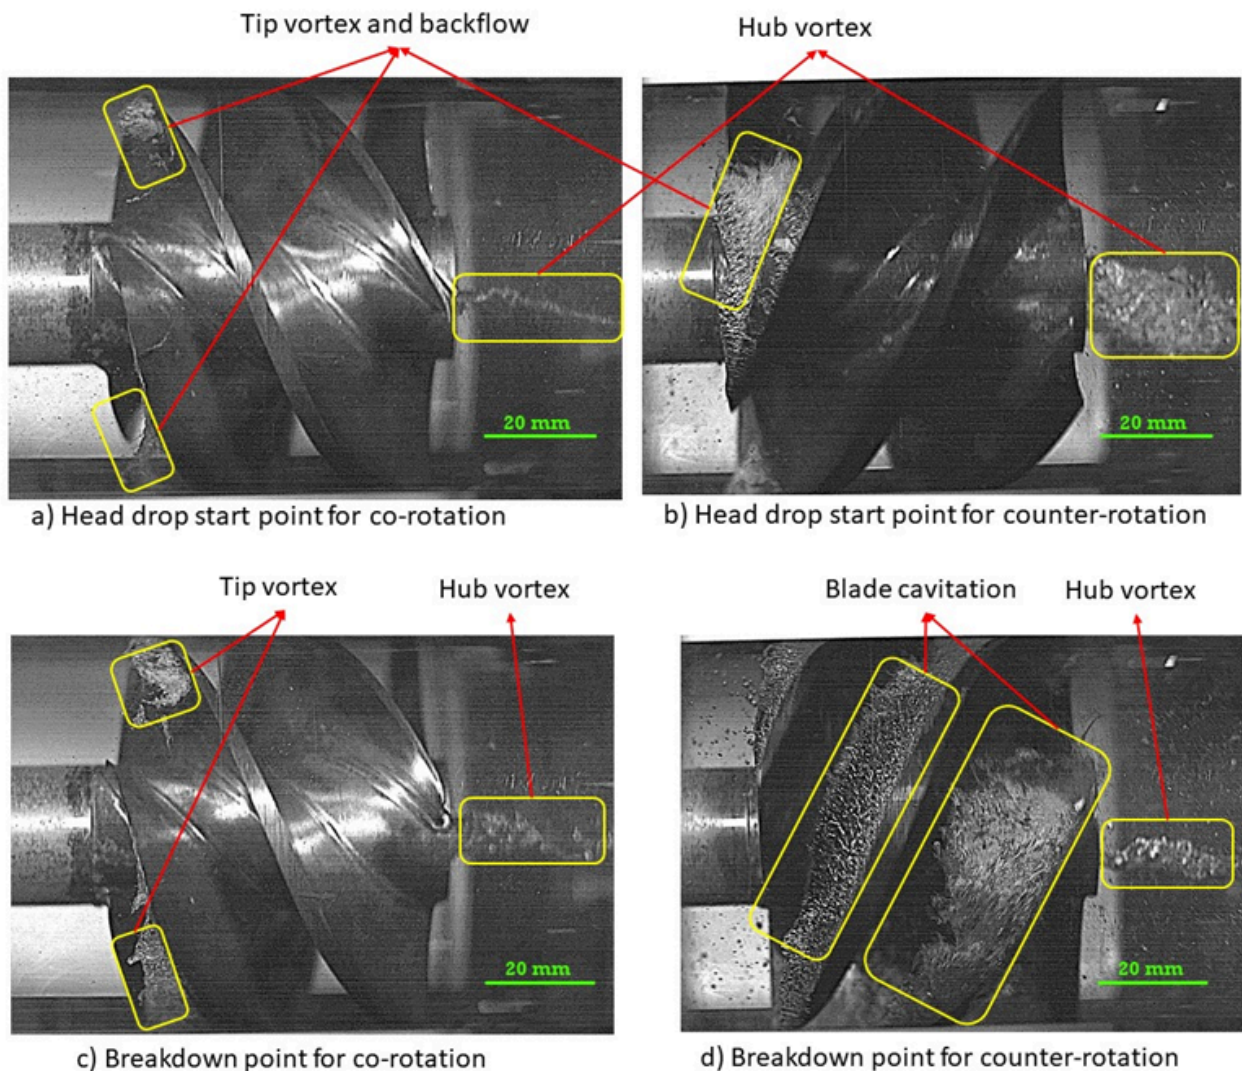 Tip vortex and backflow
Hub vortex
20 mm
20 mm
a) Head drop start point for co-rotation
b) Head drop start point for counter-rotation
Tip vortex
Hub vortex
Blade cavitation
Hub vortex
20 mm
20 mm
c) Breakdown point for co-rotation
d) Breakdown point for counter-rotation